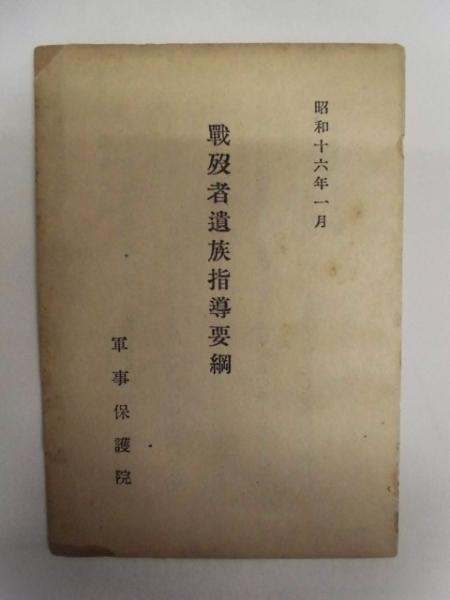 昭和十六年一月
戰歿者遺族指導要綱
軍事保護院